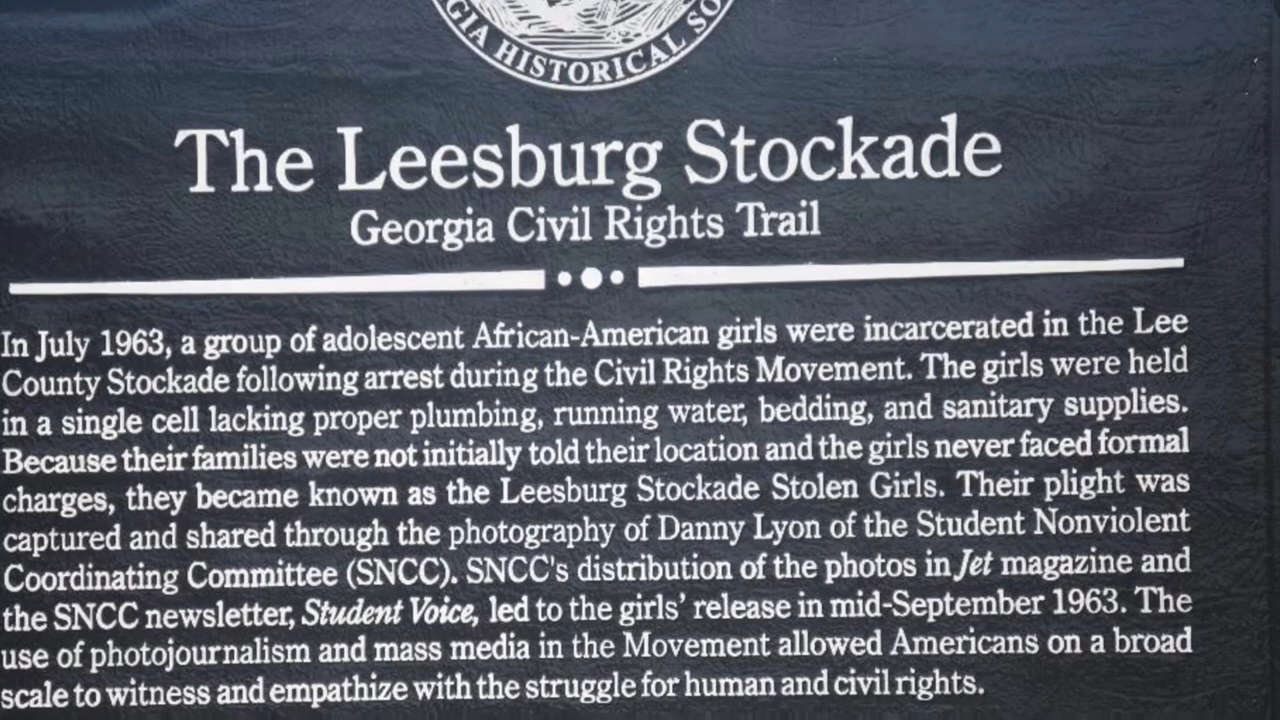 GIA HISTORICAL SO
The Leesburg Stockade
Georgia Civil Rights Trail
In July 1963, a group of adolescent African-American girls were incarcerated in the Lee
County Stockade following arrest during the Civil Rights Movement. The girls were held
in a single cell lacking proper plumbing, running water, bedding, and sanitary supplies.
Because their families were not initially told their location and the girls never faced formal
charges, they became known as the Leesburg Stockade Stolen Girls. Their plight was
captured and shared through the photography of Danny Lyon of the Student Nonviolent
Coordinating Committee (SNCC). SNCC's distribution of the photos in Jet magazine and
the SNCC newsletter, Student Voice, led to the girls’ release in mid-September 1963. The
use of photojournalism and mass media in the Movement allowed Americans on a broad
scale to witness and empathize with the struggle for human and civil rights.